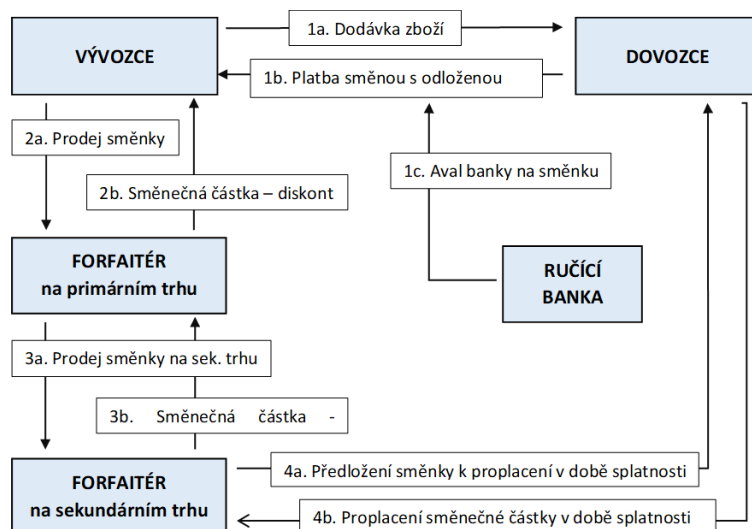 1a. Dodávka zboží
VÝVOZCE
DOVOZCE
1b. Platba směnou s odloženou
2a. Prodej směnky
1c. Aval banky na směnku
2b. Směnečná částka – diskont
FORFAITÉR
na primárním trhu
RUČÍCÍ
BANKA
3a. Prodej směnky na sek. trhu
3b. Směnečná částka -
4a. Předložení směnky k proplacení v době splatnosti
FORFAITÉR
na sekundárním trhu
4b. Proplacení směnečné částky v době splatnosti